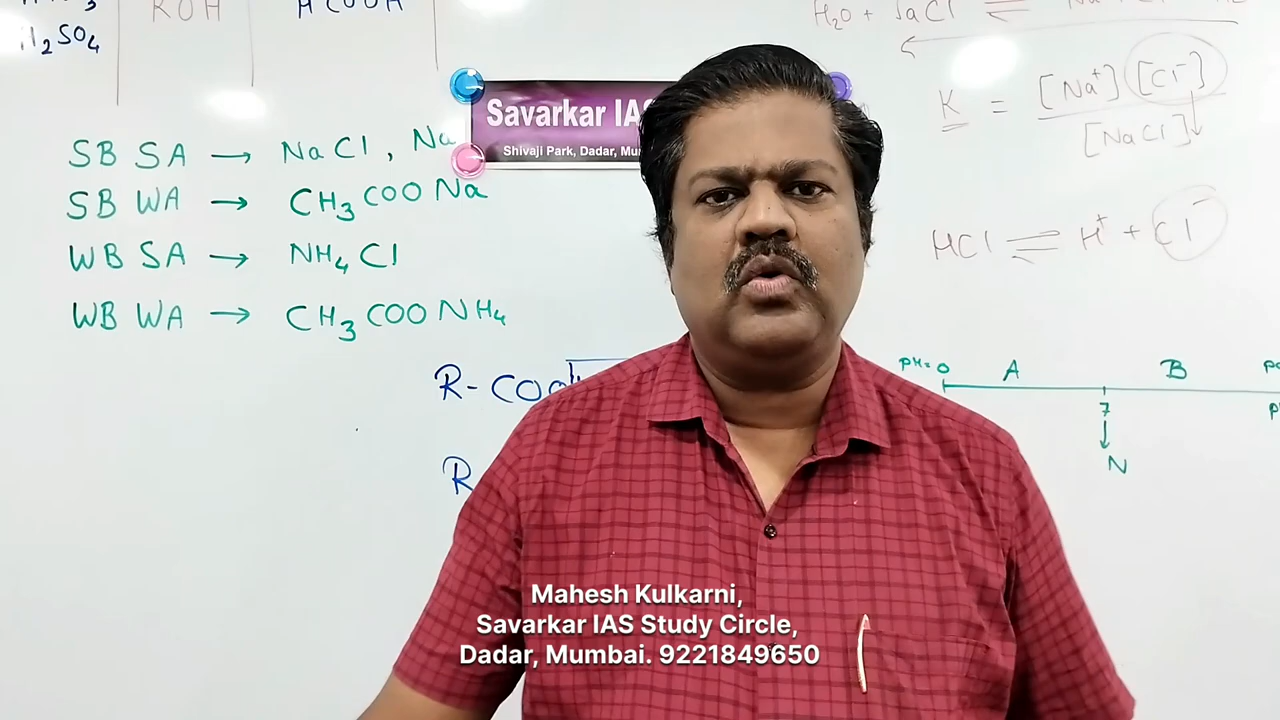 KOH
HCOOH
H2SO4
SB SA → NaCl, Na
SB WA → CH3COONa
WB SA → NH4Cl
WB WA → CH3COONH4
R-COO
R
Savarkar IAS
Shivaji Park, Dadar, Mu
H2O + NaCl ⇌ Na
K = [Na+] [Cl-]
[NaCl]
HCl ⇌ H+ + Cl-
pH=0 A B
7
N
Mahesh Kulkarni,
Savarkar IAS Study Circle,
Dadar, Mumbai. 9221849650